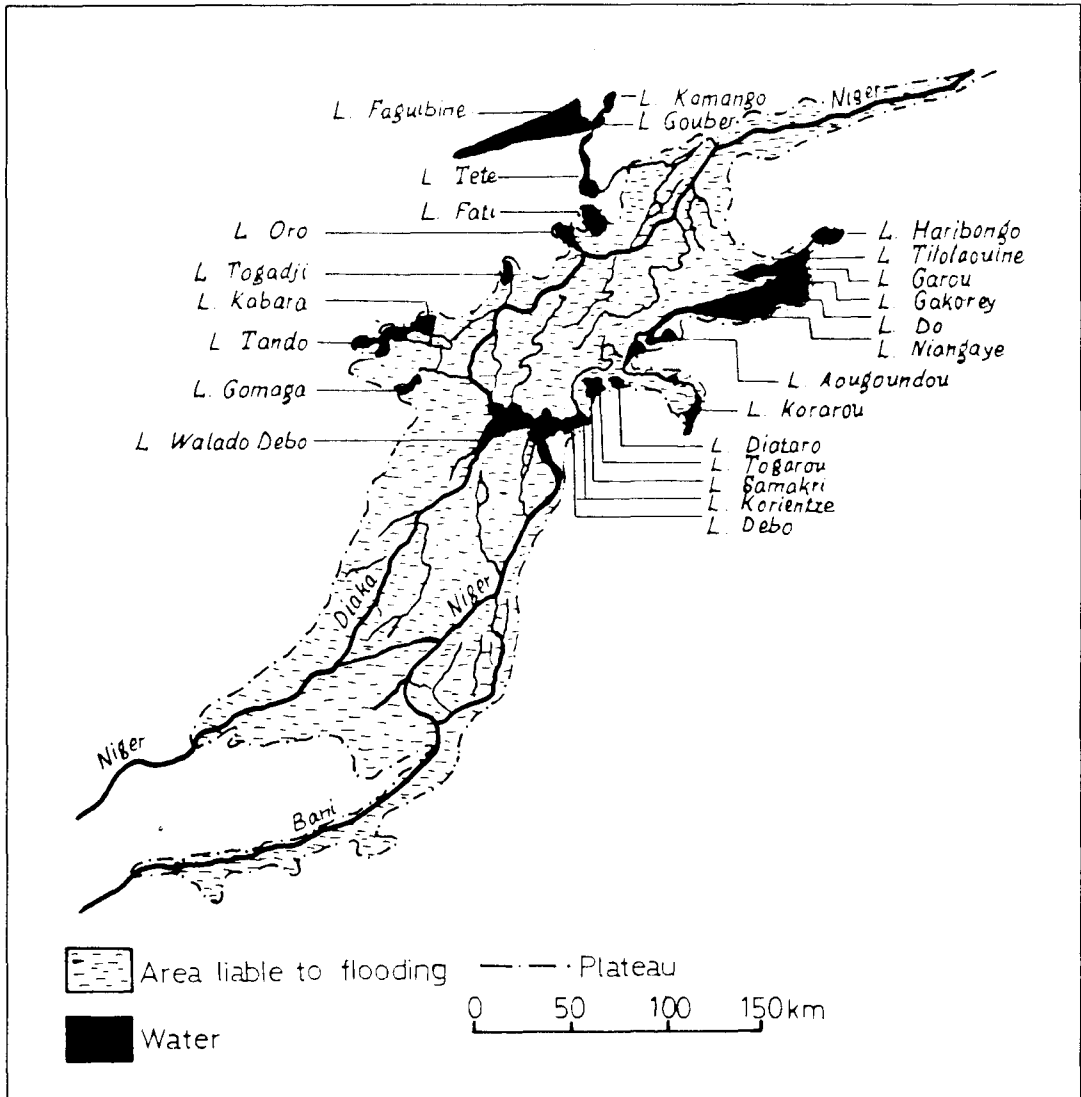 L. Kamango
L. Faguibine
Niger
L Gouber
L Tete
L. Fati
L Oro
L. Haribongo
L. Tilolaouine
L Togadji
L. Garou
L. Gakorey
L. Kabara
L. Do
L Tando
L. Niangaye
L. Gomaga
L. Aougoundou
L. Korarou
L Walado Debo
L. Diataro
L. Togarou
L. Samakri
L. Korientze
L. Debo
Diaka
Niger
Niger
Bani
Area liable to flooding
Plateau
0 50 100 150km
Water